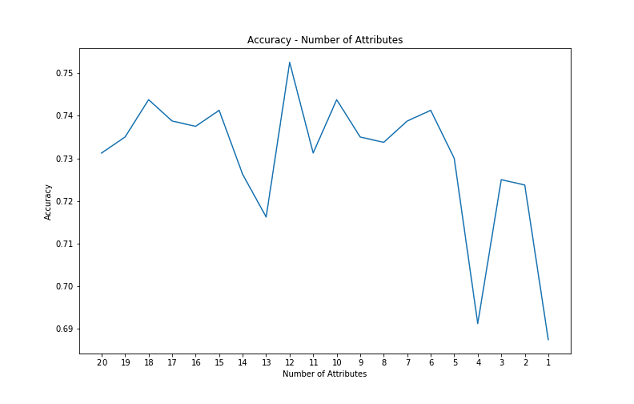 Accuracy - Number of Attributes
0.75
0.74
0.73
0.72
0.71
0.70
0.69
Accuracy
20 19 18 17 16 15 14 13 12 11 10 9 8 7 6 5 4 3 2 1
Number of Attributes